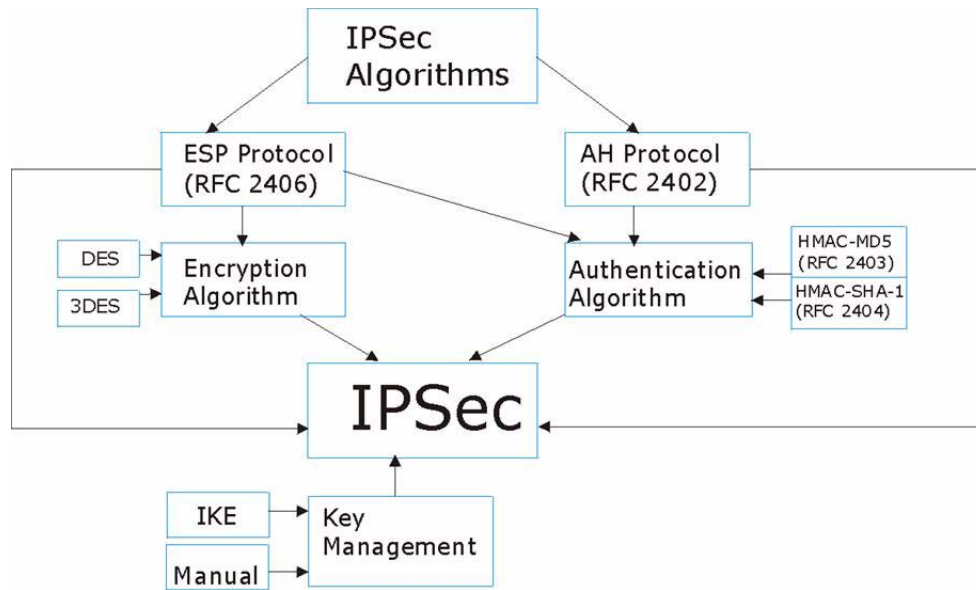 IPSec
Algorithms
ESP Protocol
(RFC 2406)
AH Protocol
(RFC 2402)
DES
3DES
Encryption
Algorithm
Authentication
Algorithm
HMAC-MD5
(RFC 2403)
HMAC-SHA-1
(RFC 2404)
IPSec
IKE
Manual
Key
Management